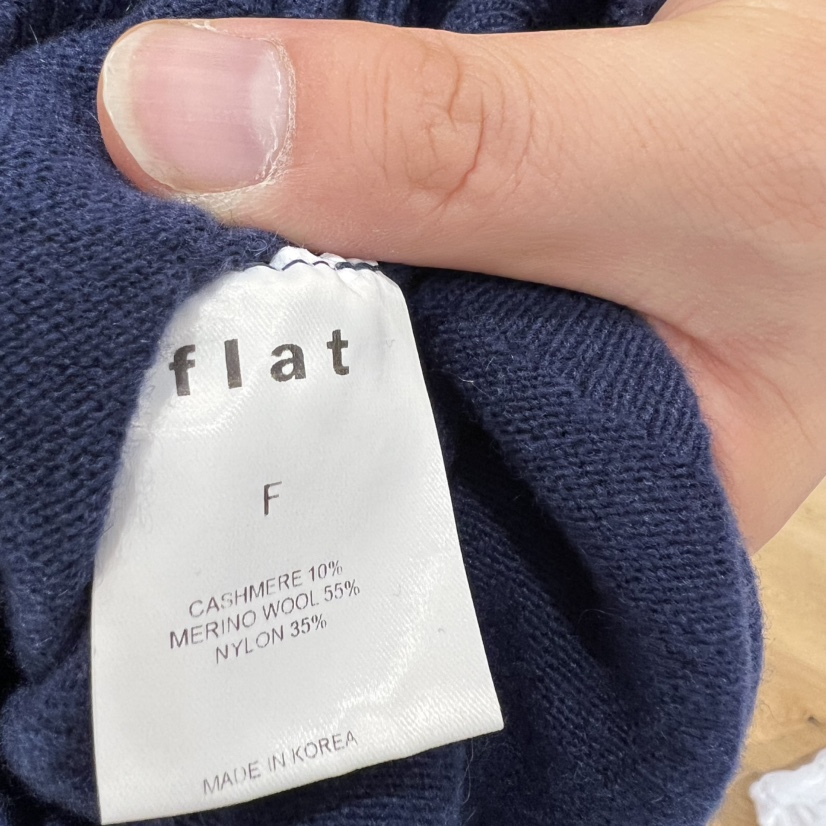 flat
F
CASHMERE 10%
MERINO WOOL 55%
NYLON 35%
MADE IN KOREA